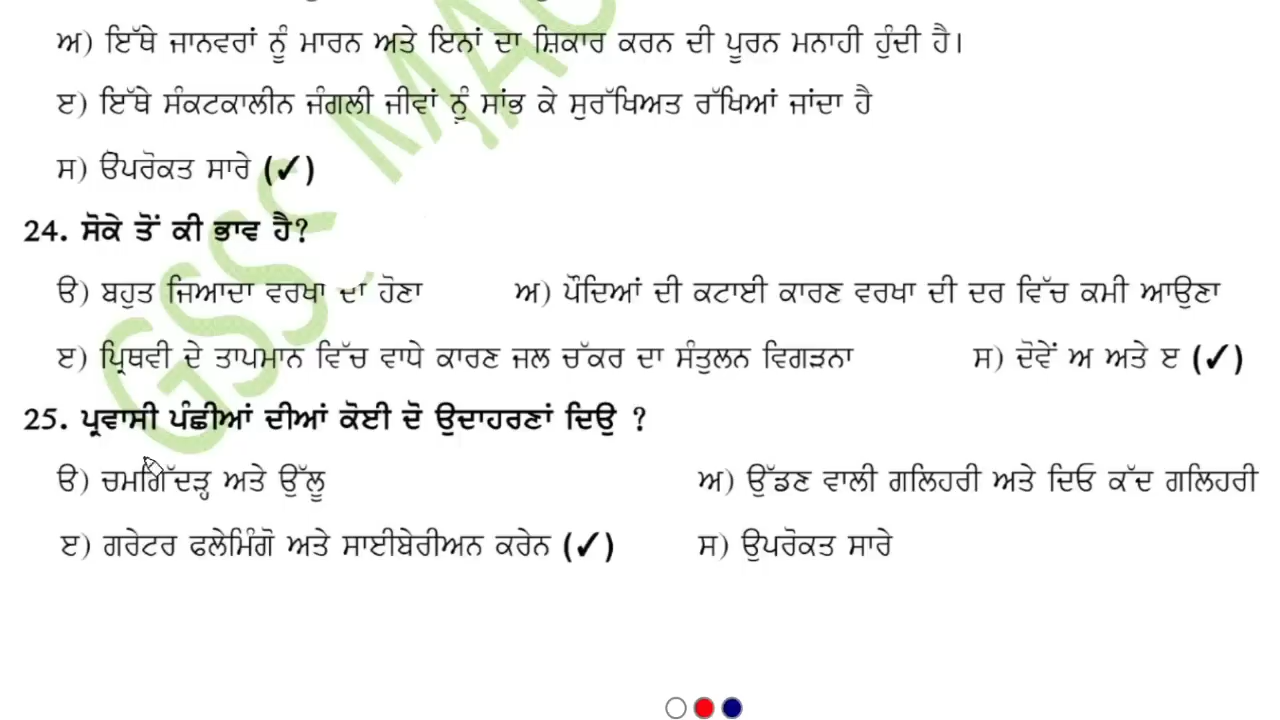 ਅ) ਇੱਥੇ ਜਾਨਵਰਾਂ ਨੂੰ ਮਾਰਨ ਅਤੇ ਇਨਾਂ ਦਾ ਸ਼ਿਕਾਰ ਕਰਨ ਦੀ ਪੂਰਨ ਮਨਾਹੀ ਹੁੰਦੀ ਹੈ।
ੲ) ਇੱਥੇ ਸੰਕਟਕਾਲੀਨ ਜੰਗਲੀ ਜੀਵਾਂ ਨੂੰ ਸਾਂਭ ਕੇ ਸੁਰੱਖਿਅਤ ਰੱਖਿਆਂ ਜਾਂਦਾ ਹੈ
ਸ) ਓਪਰੋਕਤ ਸਾਰੇ (✓)
24. ਸੋਕੇ ਤੋਂ ਕੀ ਭਾਵ ਹੈ?
ੳ) ਬਹੁਤ ਜਿਆਦਾ ਵਰਖਾ ਦਾ ਹੋਣਾ ਅ) ਪੌਦਿਆਂ ਦੀ ਕਟਾਈ ਕਾਰਣ ਵਰਖਾ ਦੀ ਦਰ ਵਿੱਚ ਕਮੀ ਆਉਣਾ
ੲ) ਪ੍ਰਿਥਵੀ ਦੇ ਤਾਪਮਾਨ ਵਿੱਚ ਵਾਧੇ ਕਾਰਣ ਜਲ ਚੱਕਰ ਦਾ ਸੰਤੁਲਨ ਵਿਗੜਨਾ ਸ) ਦੋਵੇਂ ਅ ਅਤੇ ੲ (✓)
25. ਪ੍ਰਵਾਸੀ ਪੰਛੀਆਂ ਦੀਆਂ ਕੋਈ ਦੋ ਉਦਾਹਰਣਾਂ ਦਿਉ ?
ੳ) ਚਮਗਿੱਦੜ੍ਹ ਅਤੇ ਉੱਲੂ ਅ) ਉੱਡਣ ਵਾਲੀ ਗਲਿਹਰੀ ਅਤੇ ਦਿਓ ਕੱਦ ਗਲਿਹਰੀ
ੲ) ਗਰੇਟਰ ਫਲੇਮਿੰਗੋ ਅਤੇ ਸਾਈਬੇਰੀਅਨ ਕਰੇਨ (✓) ਸ) ਉਪਰੋਕਤ ਸਾਰੇ
GSSS